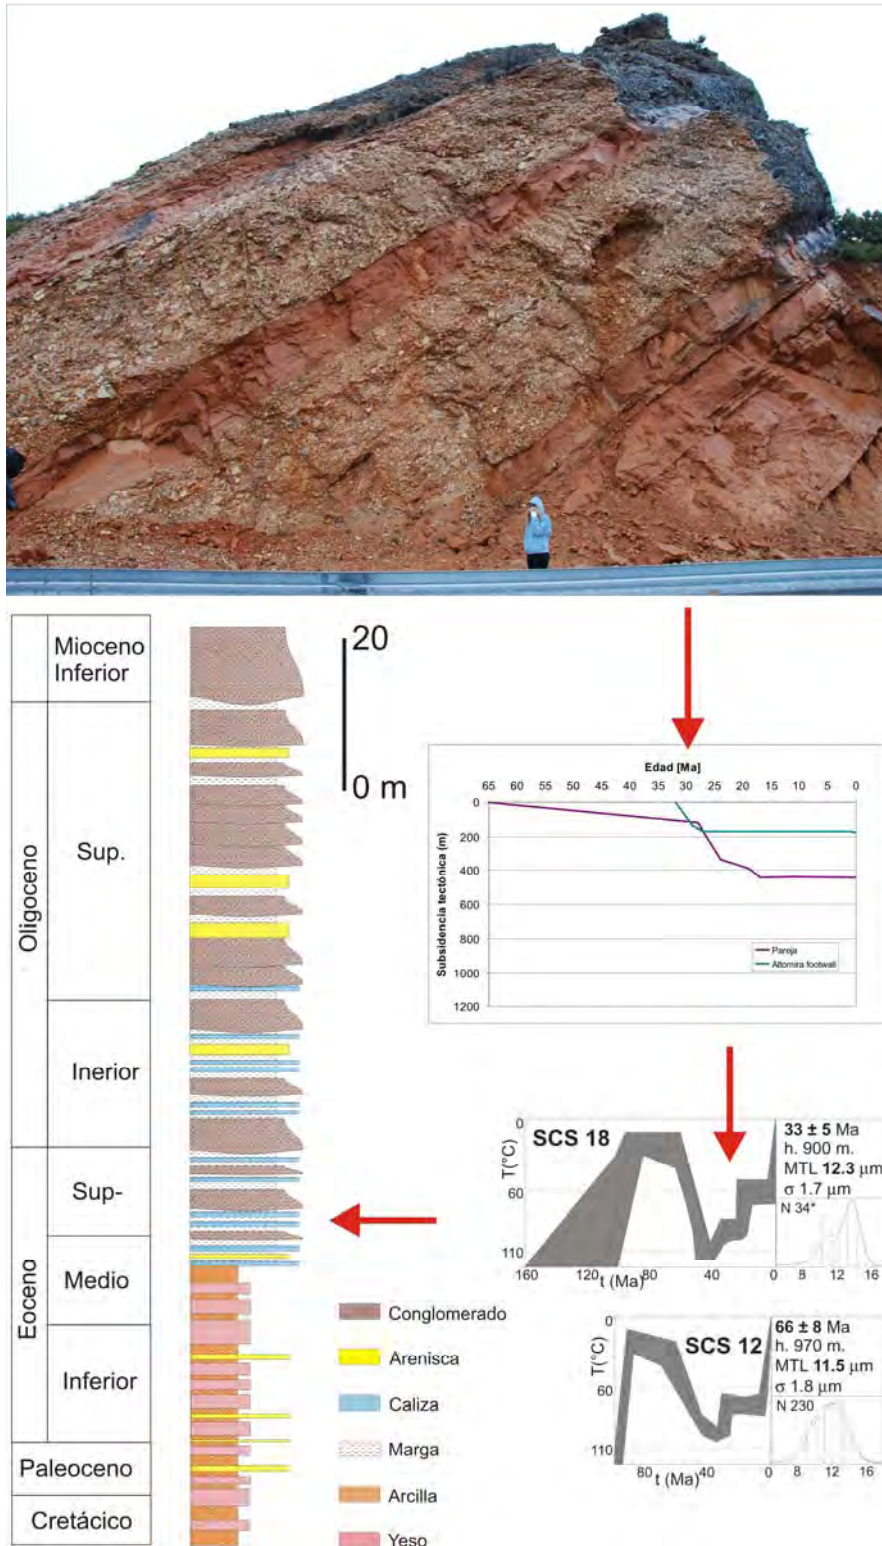 Mioceno
Inferior
Oligoceno
Sup.
Inerior
Eoceno
Sup-
Medio
Inferior
Paleoceno
Cretácico
20
0 m
Conglomerado
Arenisca
Caliza
Marga
Arcilla
Yeso
Edad [Ma]
65 60 55 50 45 40 35 30 25 20 15 10 5 0
Subsidencia tectónica (m)
0
200
400
600
800
1000
1200
Pareja
Altomira footwall
SCS 18
T(°C)
0
60
110
160 120 80 40 0 8 12 16
t (Ma)
33 ± 5 Ma
h. 900 m.
MTL 12.3 µm
σ 1.7 µm
N 34*
SCS 12
T(°C)
0
60
110
80 40 0 8 12 16
t (Ma)
66 ± 8 Ma
h. 970 m.
MTL 11.5 µm
σ 1.8 µm
N 230